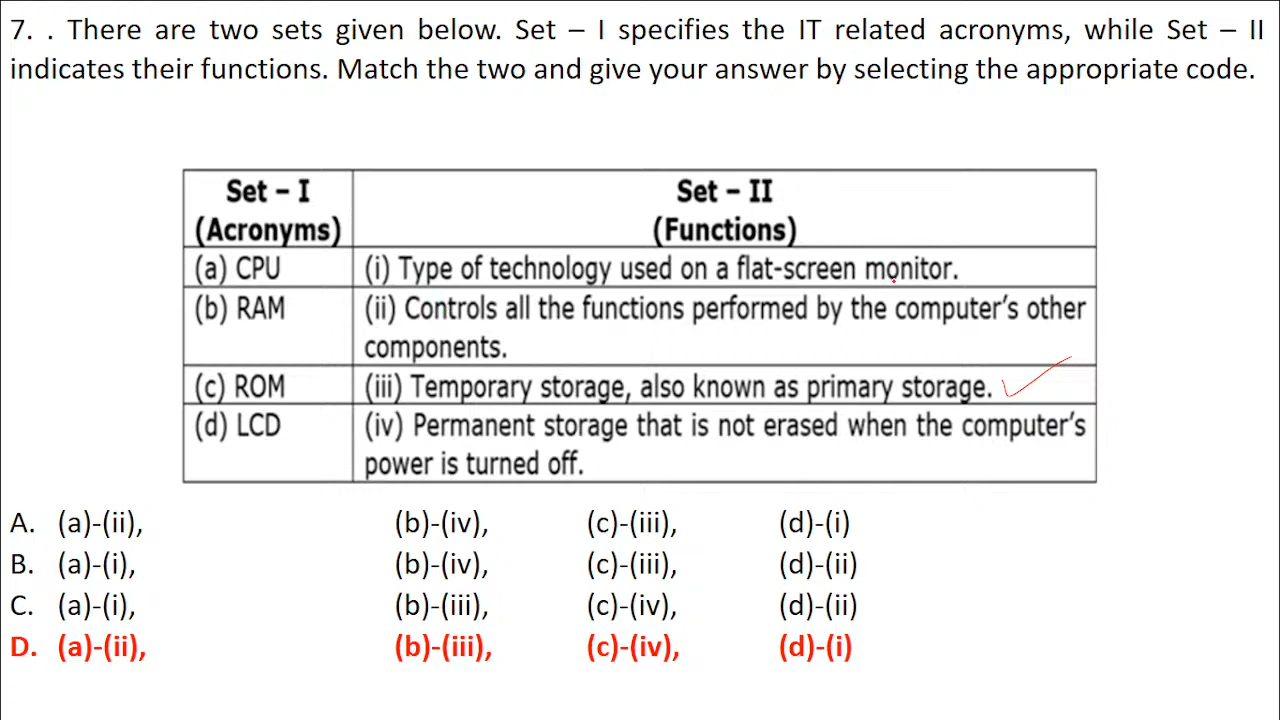 7. . There are two sets given below. Set – I specifies the IT related acronyms, while Set – II
indicates their functions. Match the two and give your answer by selecting the appropriate code.
Set – I
(Acronyms)
Set – II
(Functions)
(a) CPU (i) Type of technology used on a flat-screen monitor.
(b) RAM (ii) Controls all the functions performed by the computer's other
components.
(c) ROM (iii) Temporary storage, also known as primary storage.
(d) LCD (iv) Permanent storage that is not erased when the computer's
power is turned off.
A. (a)-(ii), (b)-(iv), (c)-(iii), (d)-(i)
B. (a)-(i), (b)-(iv), (c)-(iii), (d)-(ii)
C. (a)-(i), (b)-(iii), (c)-(iv), (d)-(ii)
D. (a)-(ii), (b)-(iii), (c)-(iv), (d)-(i)